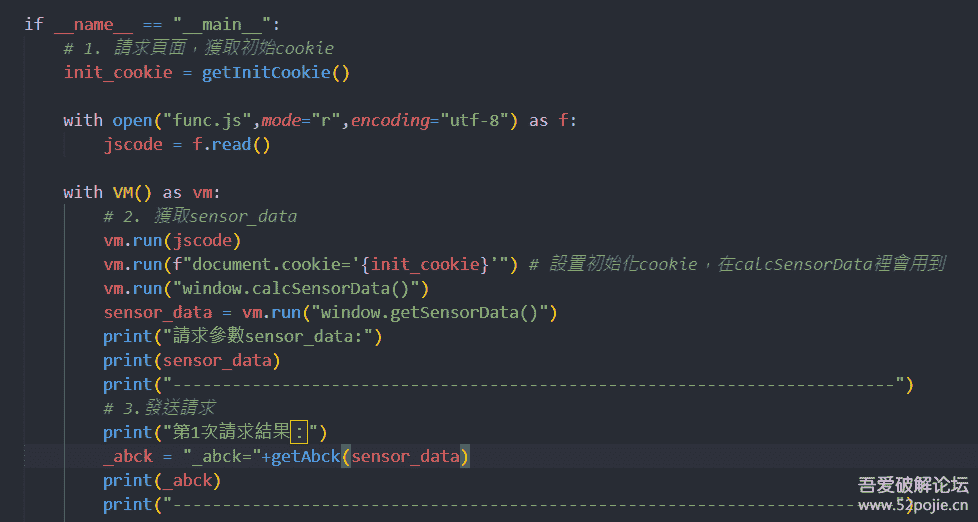 if __name__ == "__main__":
# 1. 請求頁面，獲取初始cookie
init_cookie = getInitCookie()
with open("func.js",mode="r",encoding="utf-8") as f:
jscode = f.read()
with VM() as vm:
# 2. 獲取sensor_data
vm.run(jscode)
vm.run(f"document.cookie='{init_cookie}'") # 設置初始化cookie，在calcSensorData裡會用到
vm.run("window.calcSensorData()")
sensor_data = vm.run("window.getSensorData()")
print("請求參數sensor_data:")
print(sensor_data)
print("------------------------------------------------------------------------")
# 3.發送請求
print("第1次請求結果：")
_abck = "_abck="+getAbck(sensor_data)
print(_abck)
print("------------------------------------------------------------------------")
吾爱破解论坛
www.52pojie.cn